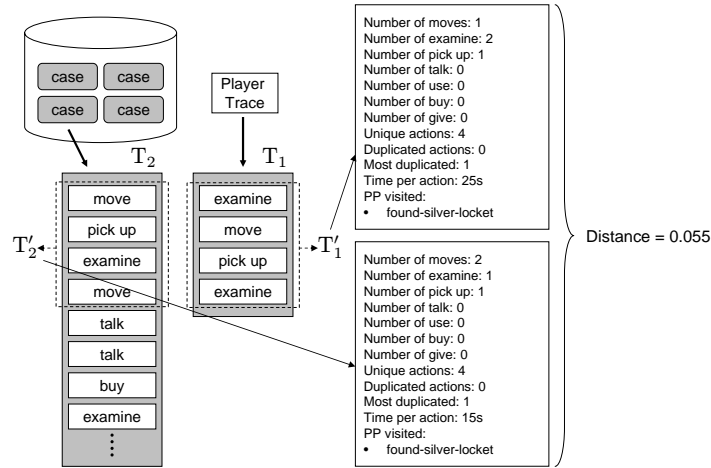 case case
case case
Player
Trace
T2
T1
move
pick up
examine
move
talk
talk
buy
examine
T′2
examine
move
pick up
examine
T′1
Number of moves: 1
Number of examine: 2
Number of pick up: 1
Number of talk: 0
Number of use: 0
Number of buy: 0
Number of give: 0
Unique actions: 4
Duplicated actions: 0
Most duplicated: 1
Time per action: 25s
PP visited:
• found-silver-locket
Number of moves: 2
Number of examine: 1
Number of pick up: 1
Number of talk: 0
Number of use: 0
Number of buy: 0
Number of give: 0
Unique actions: 4
Duplicated actions: 0
Most duplicated: 1
Time per action: 15s
PP visited:
• found-silver-locket
Distance = 0.055